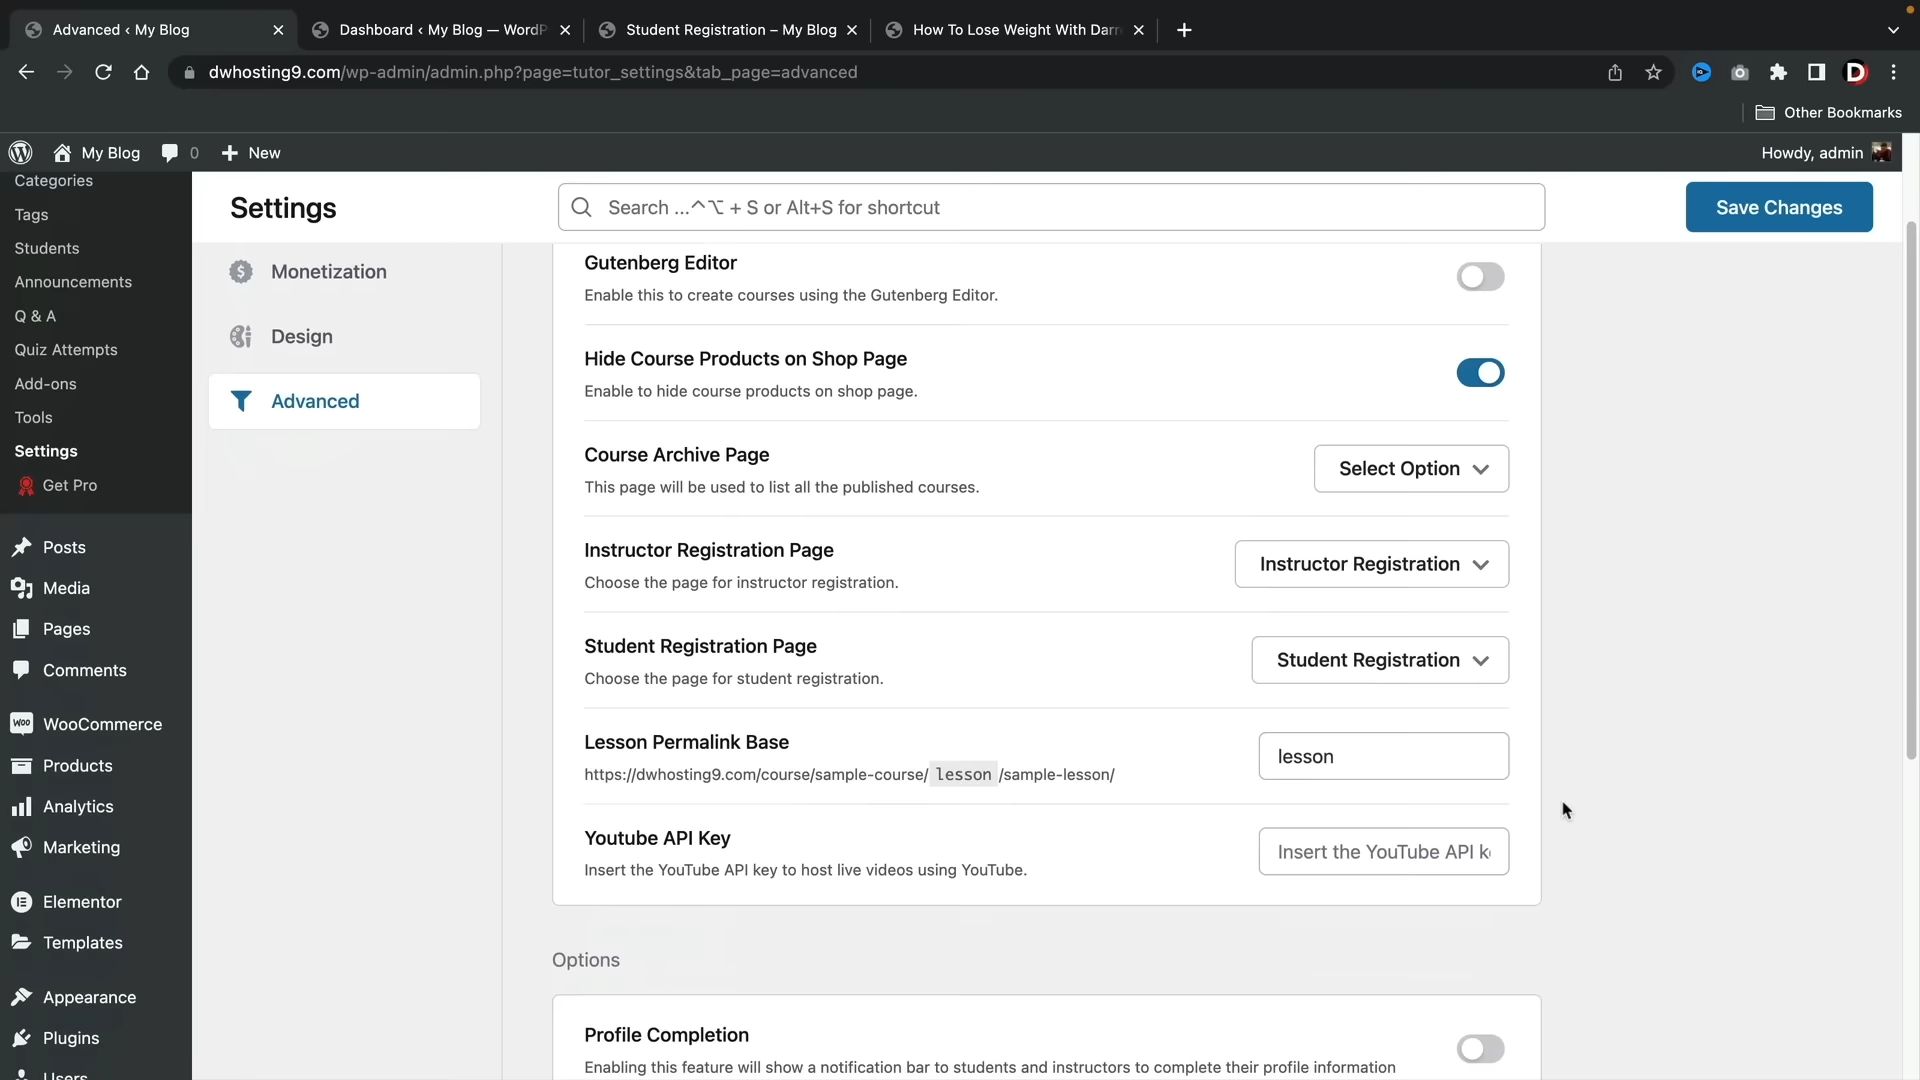 Advanced ‹ My Blog
Dashboard ‹ My Blog — WordP
Student Registration – My Blog
How To Lose Weight With Darr
dwhosting9.com/wp-admin/admin.php?page=tutor_settings&tab_page=advanced
Other Bookmarks
My Blog
0
New
Howdy, admin
Categories
Tags
Students
Announcements
Q & A
Quiz Attempts
Add-ons
Tools
Settings
Get Pro
Posts
Media
Pages
Comments
WOO
WooCommerce
Products
Analytics
Marketing
Elementor
Templates
Appearance
Plugins
Users
Settings
Search ...^⌥ + S or Alt+S for shortcut
Save Changes
Monetization
Design
Advanced
Gutenberg Editor
Enable this to create courses using the Gutenberg Editor.
Hide Course Products on Shop Page
Enable to hide course products on shop page.
Course Archive Page
Select Option
This page will be used to list all the published courses.
Instructor Registration Page
Instructor Registration
Choose the page for instructor registration.
Student Registration Page
Student Registration
Choose the page for student registration.
Lesson Permalink Base
lesson
https://dwhosting9.com/course/sample-course/ lesson /sample-lesson/
Youtube API Key
Insert the YouTube API k
Insert the YouTube API key to host live videos using YouTube.
Options
Profile Completion
Enabling this feature will show a notification bar to students and instructors to complete their profile information